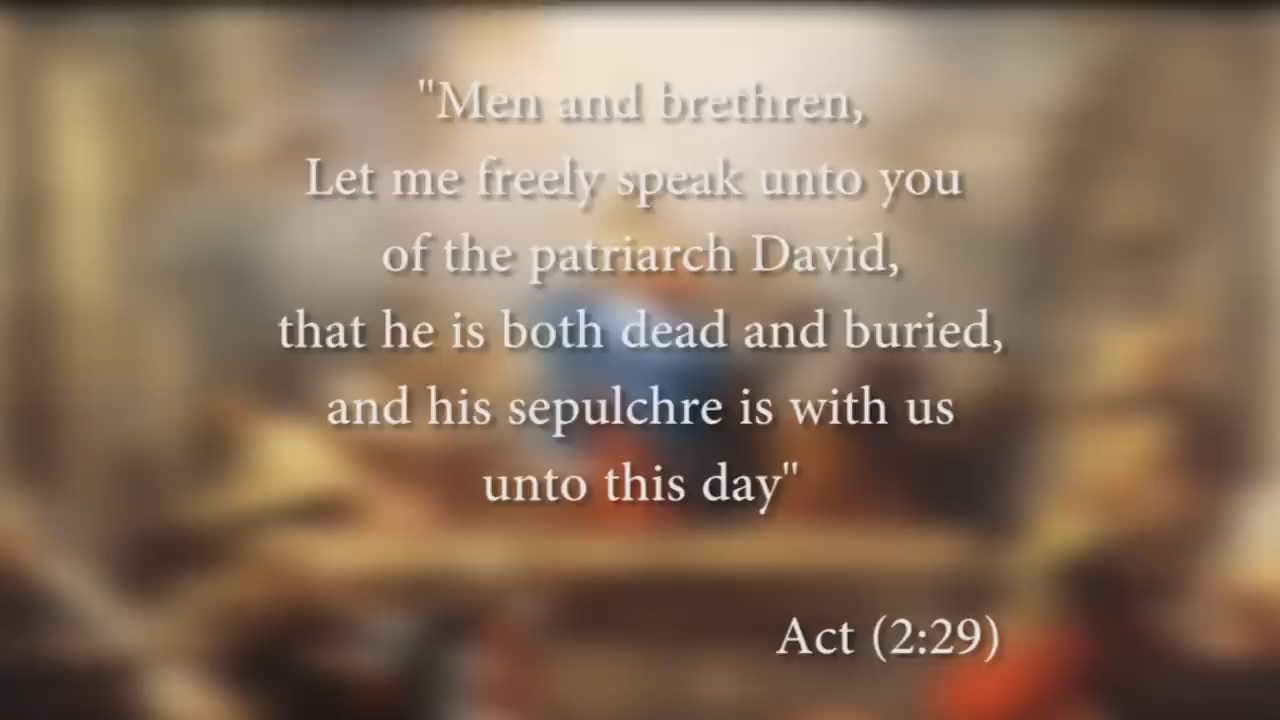 "Men and brethren,
Let me freely speak unto you
of the patriarch David,
that he is both dead and buried,
and his sepulchre is with us
unto this day"
Act (2:29)